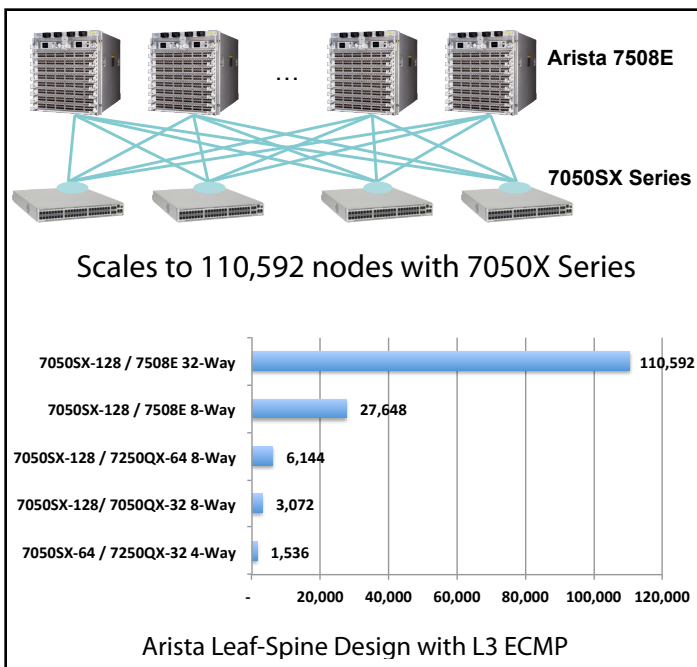 Arista 7508E
...
7050SX Series
Scales to 110,592 nodes with 7050X Series
7050SX-128 / 7508E 32-Way
110,592
7050SX-128 / 7508E 8-Way
27,648
7050SX-128 / 7250QX-64 8-Way
6,144
7050SX-128/ 7050QX-32 8-Way
3,072
7050SX-64 / 7250QX-32 4-Way
1,536
- 20,000 40,000 60,000 80,000 100,000 120,000
Arista Leaf-Spine Design with L3 ECMP